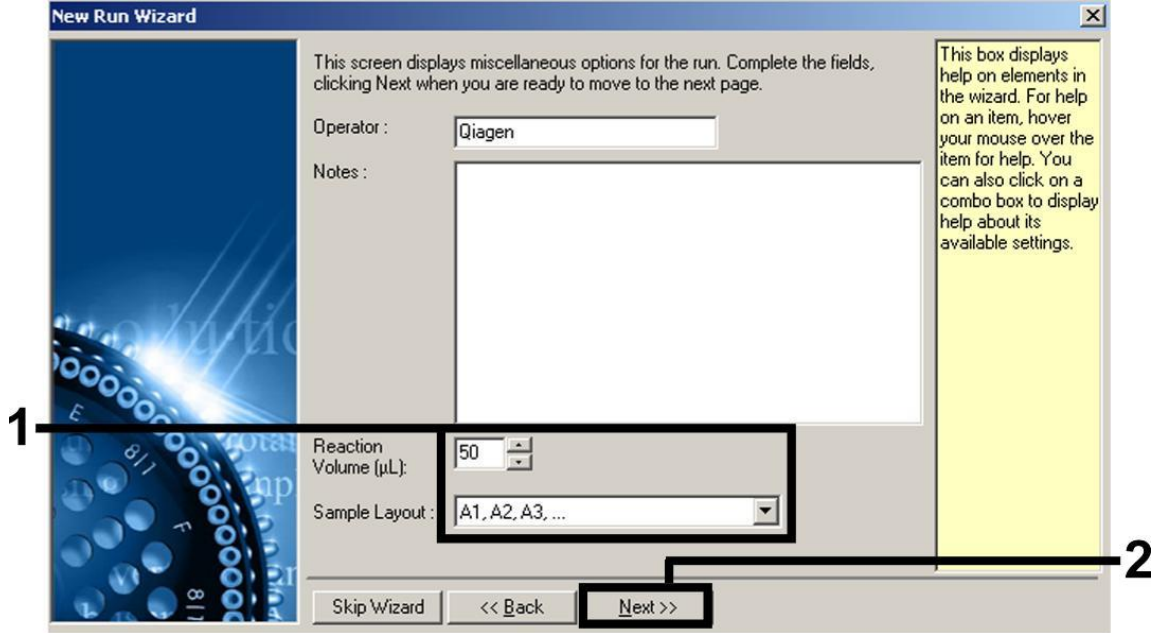 New Run Wizard
This screen displays miscellaneous options for the run. Complete the fields,
clicking Next when you are ready to move to the next page.
Operator :
Qiagen
Notes :
Reaction
Volume (µL):
50
Sample Layout :
A1, A2, A3, ...
Skip Wizard
<< Back
Next >>
This box displays
help on elements in
the wizard. For help
on an item, hover
your mouse over the
item for help. You
can also click on a
combo box to display
help about its
available settings.
1
2
E
8/1
F
8/1